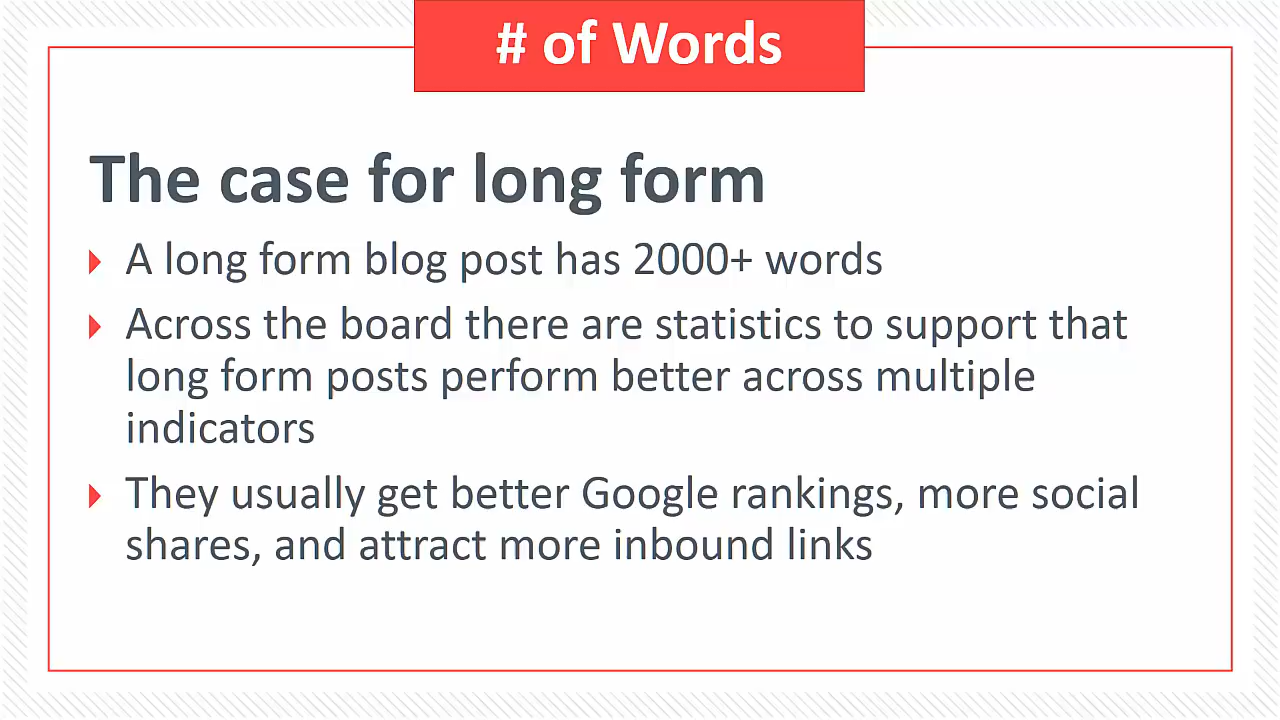 # of Words
The case for long form
A long form blog post has 2000+ words
Across the board there are statistics to support that
long form posts perform better across multiple
indicators
They usually get better Google rankings, more social
shares, and attract more inbound links